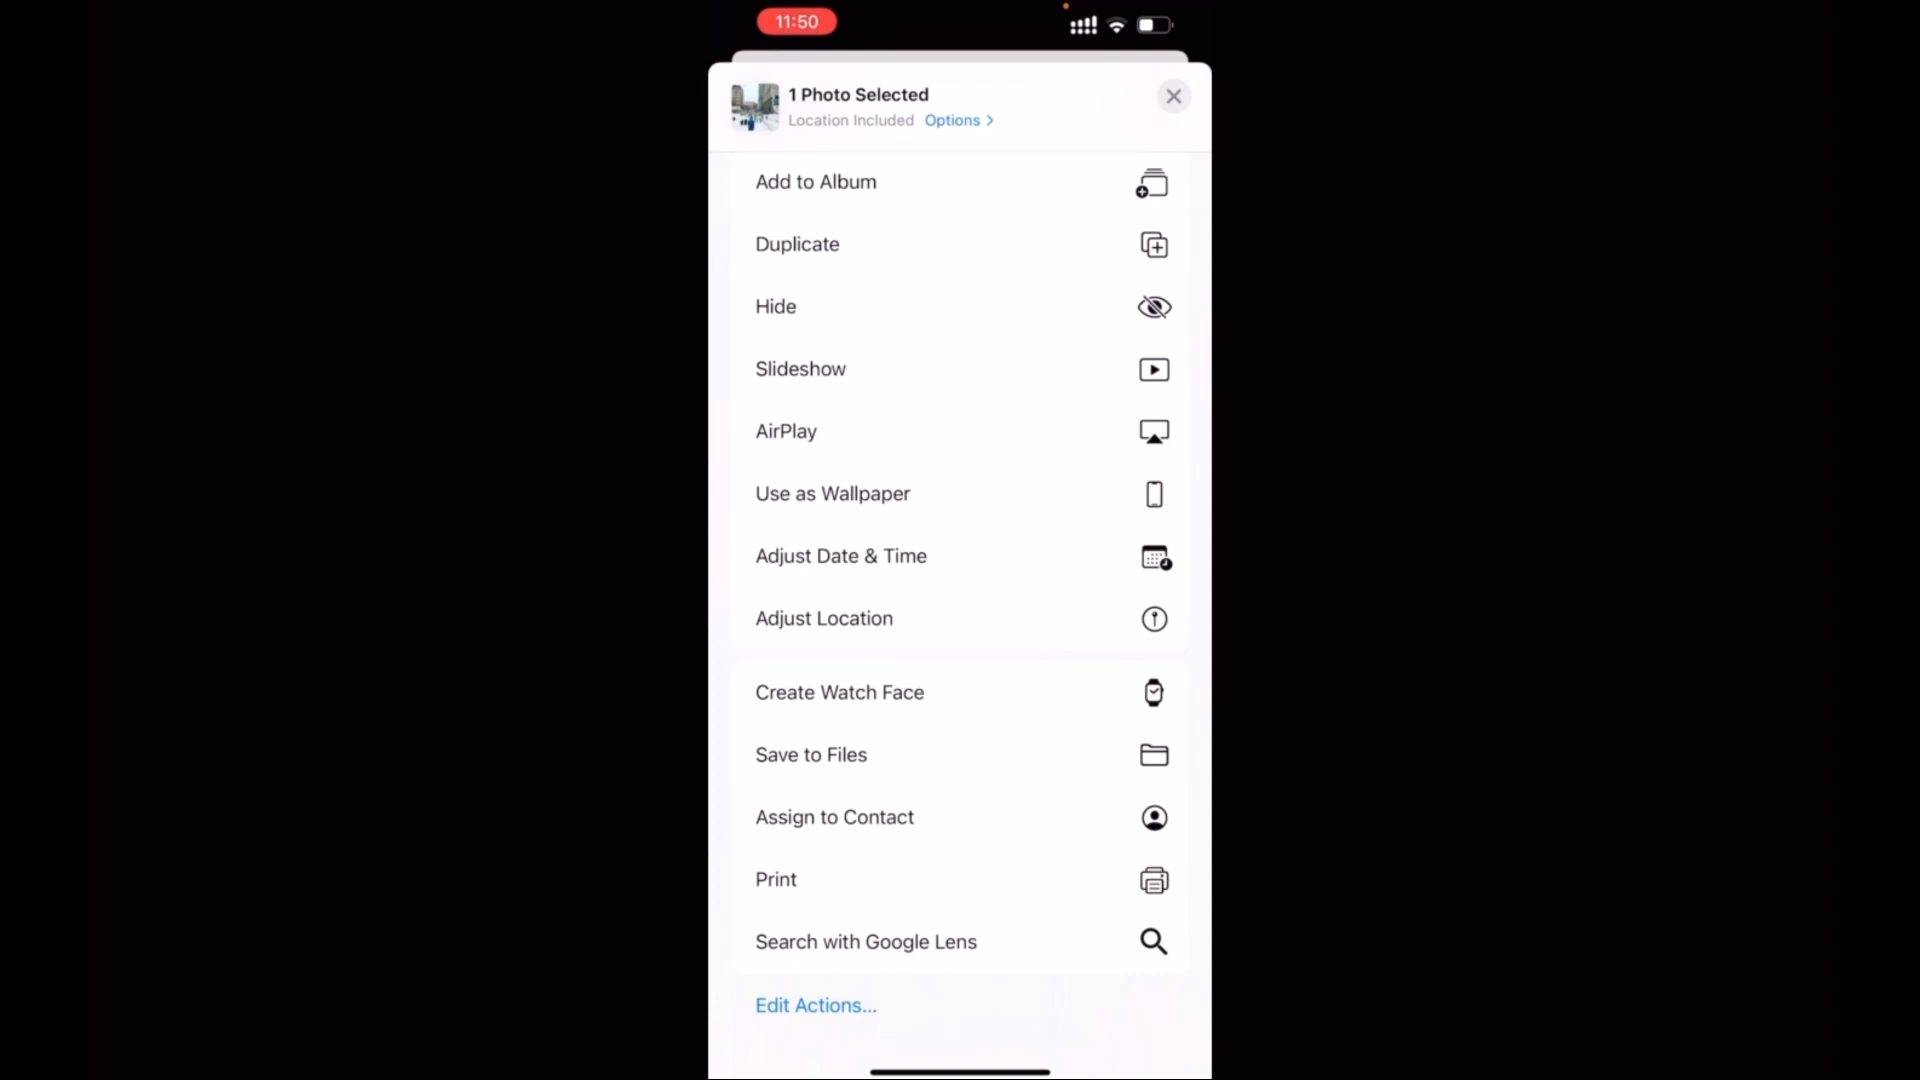 11:50
1 Photo Selected
Location Included Options >
Add to Album
Duplicate
Hide
Slideshow
AirPlay
Use as Wallpaper
Adjust Date & Time
Adjust Location
Create Watch Face
Save to Files
Assign to Contact
Print
Search with Google Lens
Edit Actions...